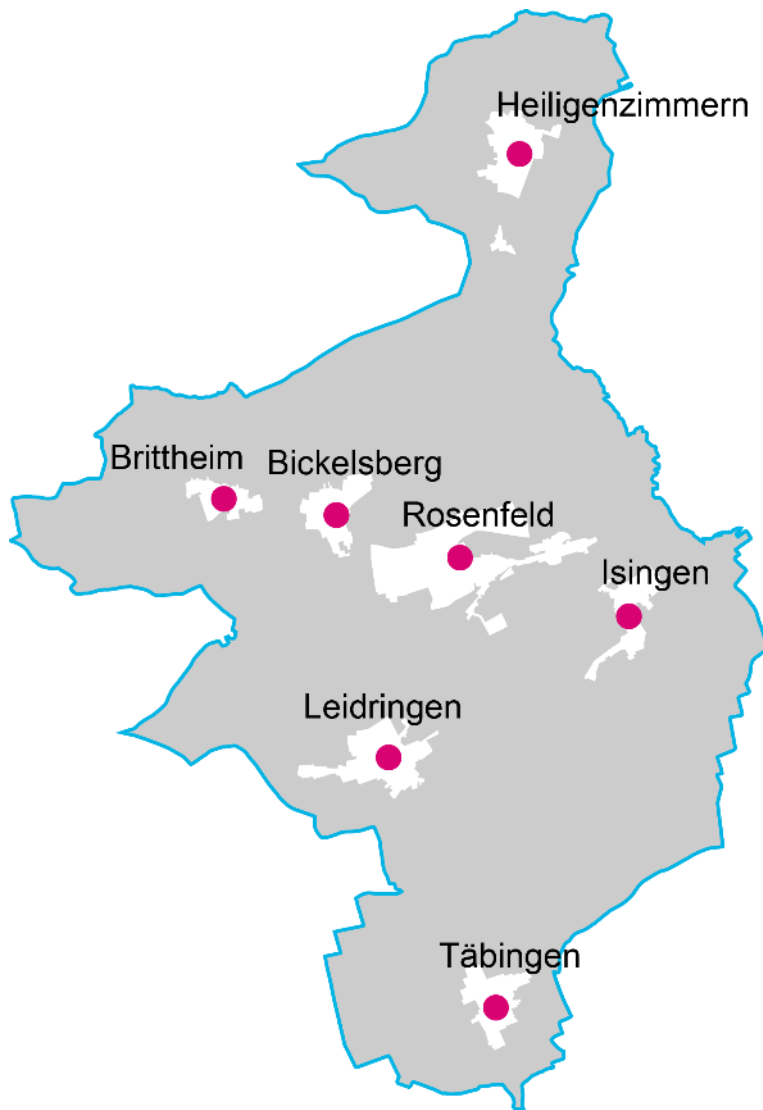 Heiligenzimmern
Brittheim
Bickelsberg
Rosenfeld
Isingen
Leidringen
Täbingen